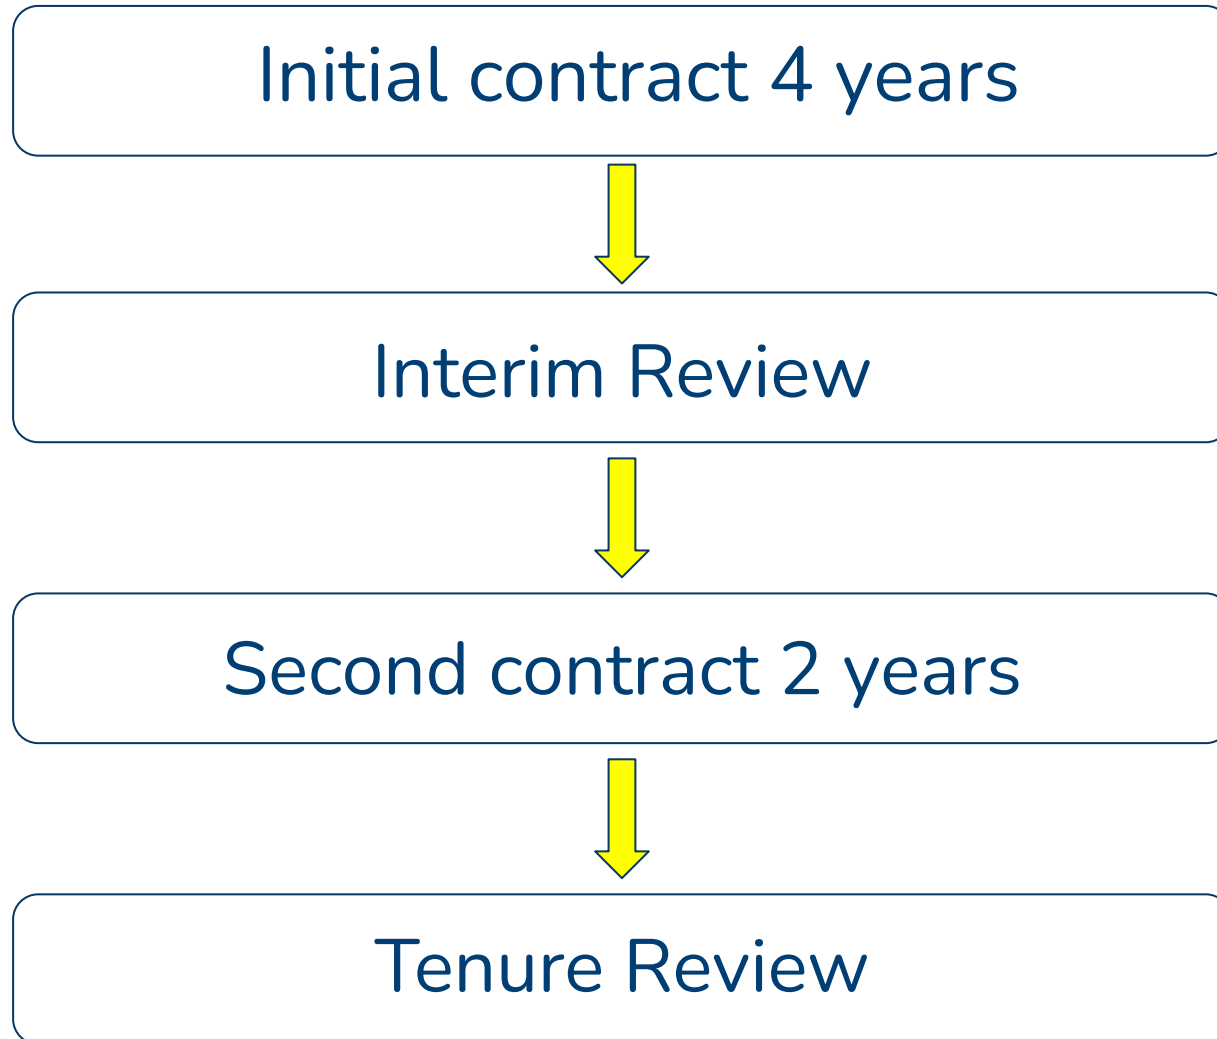 Initial contract 4 years
Interim Review
Second contract 2 years
Tenure Review